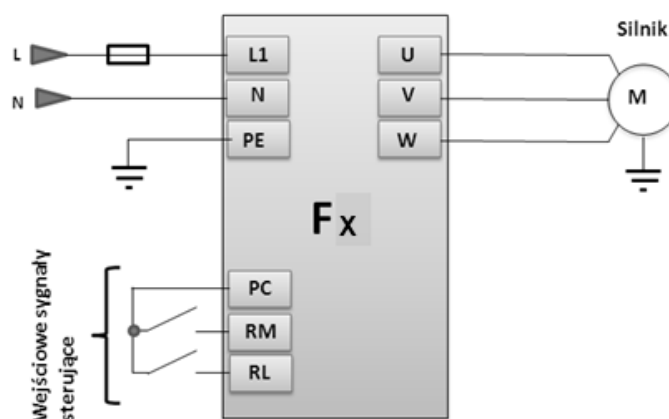 L
N
L1
N
PE
U
V
W
Silnik
M
Fx
Wejściowe sygnały
sterujące
PC
RM
RL